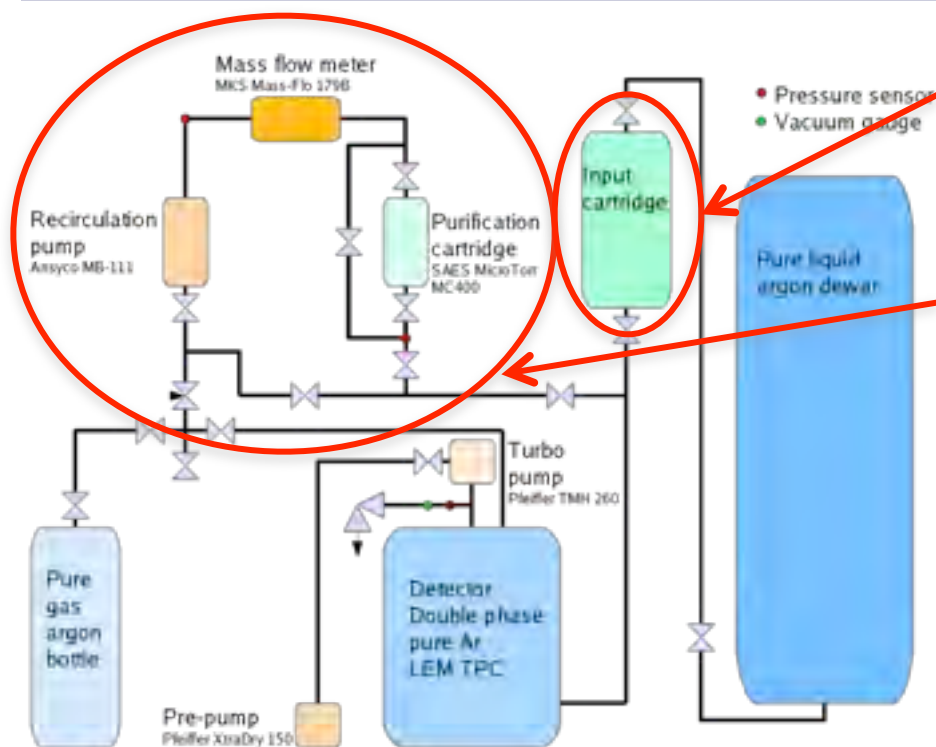 Mass flow meter
MKS Mass-Flo 179B
Pressure sensor
Vacuum gauge
Input
cartridge
Recirculation
pump
Ansyco MB-111
Purification
cartridge
SAES MicroTorr
MC400
Pure liquid
argon dewar
Turbo
pump
Pfeiffer TMH 260
Pure
gas
argon
bottle
Detector
Double phase
pure Ar
LEM TPC
Pre-pump
Pfeiffer XtraDry 150